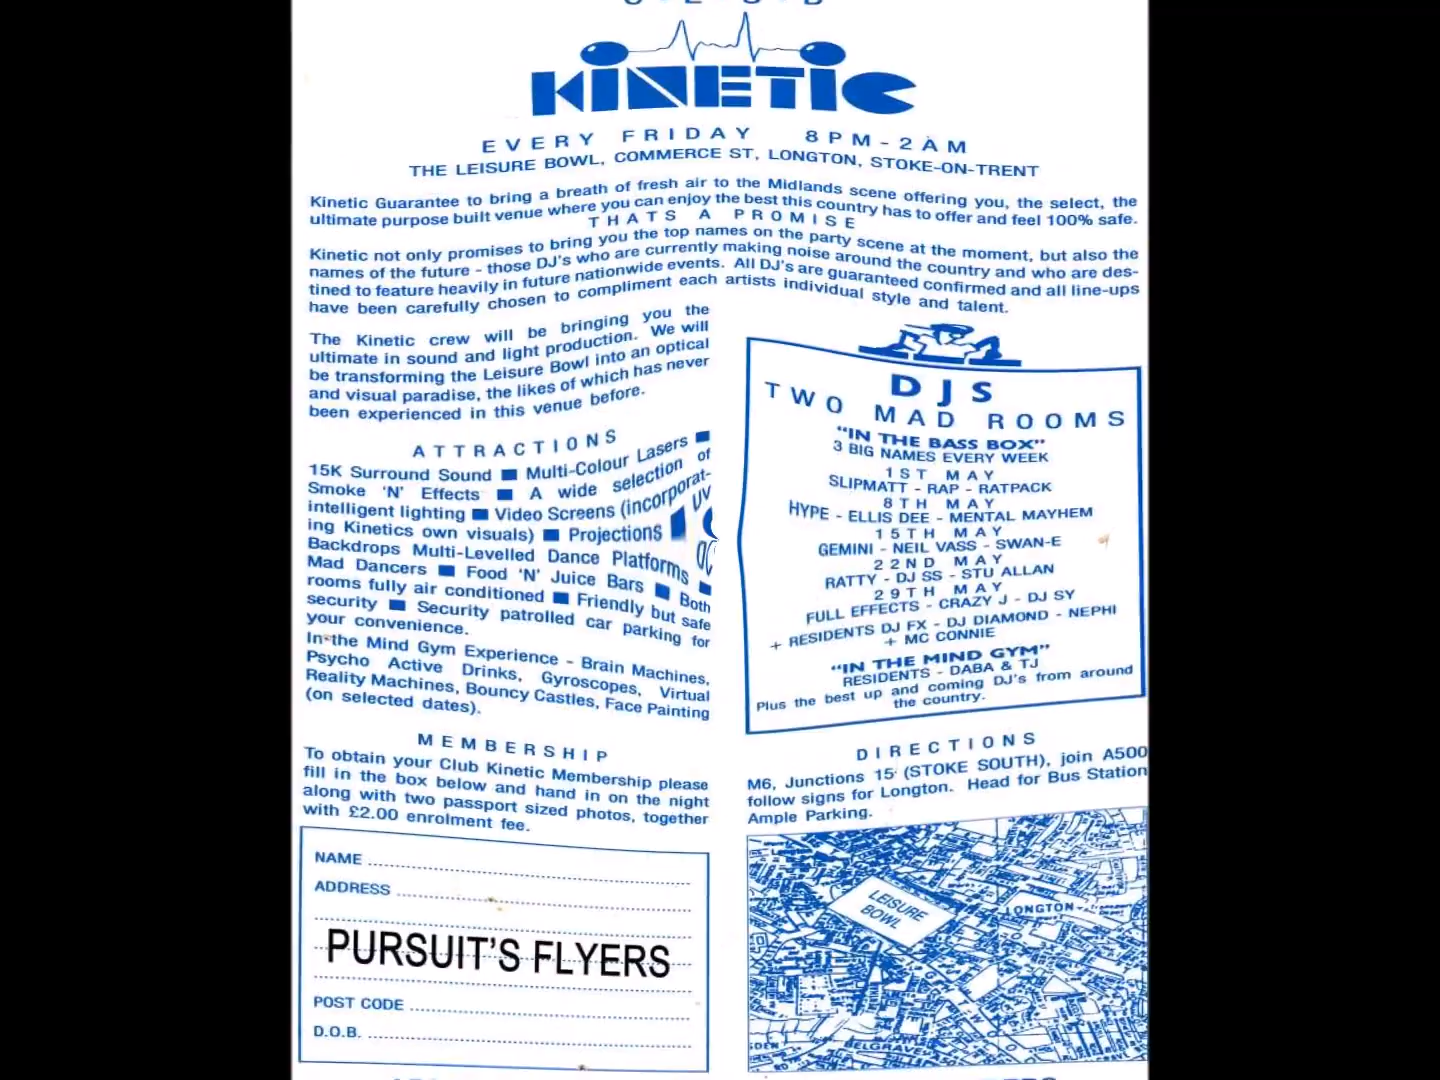 KiNETiC
EVERY FRIDAY 8PM-2AM
THE LEISURE BOWL, COMMERCE ST, LONGTON, STOKE-ON-TRENT
Kinetic Guarantee to bring a breath of fresh air to the Midlands scene offering you, the select, the
ultimate purpose built venue where you can enjoy the best this country has to offer and feel 100% safe.
THATS A PROMISE
Kinetic not only promises to bring you the top names on the party scene at the moment, but also the
names of the future - those DJ's who are currently making noise around the country and who are des-
tined to feature heavily in future nationwide events. All DJ's are guaranteed confirmed and all line-ups
have been carefully chosen to compliment each artists individual style and talent.
The Kinetic crew will be bringing you the
ultimate in sound and light production. We will
be transforming the Leisure Bowl into an optical
and visual paradise, the likes of which has never
been experienced in this venue before.
ATTRACTIONS
15K Surround Sound ■ Multi-Colour Lasers ■
Smoke 'N' Effects ■ A wide selection of
intelligent lighting ■ Video Screens (incorporat-
ing Kinetics own visuals) ■ Projections ■ UV
Backdrops Multi-Levelled Dance Platforms ■
Mad Dancers ■ Food 'N' Juice Bars ■ Both
rooms fully air conditioned ■ Friendly but safe
security ■ Security patrolled car parking for
your convenience.
In the Mind Gym Experience - Brain Machines,
Psycho Active Drinks, Gyroscopes, Virtual
Reality Machines, Bouncy Castles, Face Painting
(on selected dates).
MEMBERSHIP
To obtain your Club Kinetic Membership please
fill in the box below and hand in on the night
along with two passport sized photos, together
with £2.00 enrolment fee.
NAME
ADDRESS
PURSUIT'S FLYERS
POST CODE
D.O.B.
DJS
TWO MAD ROOMS
"IN THE BASS BOX"
3 BIG NAMES EVERY WEEK
1ST MAY
SLIPMATT - RAP - RATPACK
8TH MAY
HYPE - ELLIS DEE - MENTAL MAYHEM
15TH MAY
GEMINI - NEIL VASS - SWAN-E
22ND MAY
RATTY - DJ SS - STU ALLAN
29TH MAY
FULL EFFECTS - CRAZY J - DJ SY
+ RESIDENTS DJ FX - DJ DIAMOND - NEPHI
+ MC CONNIE
"IN THE MIND GYM"
RESIDENTS - DABA & TJ
Plus the best up and coming DJ's from around
the country.
DIRECTIONS
M6, Junctions 15 (STOKE SOUTH), join A500
follow signs for Longton. Head for Bus Station
Ample Parking.
LEISURE
BOWL
LONGTON
BELGRAVE